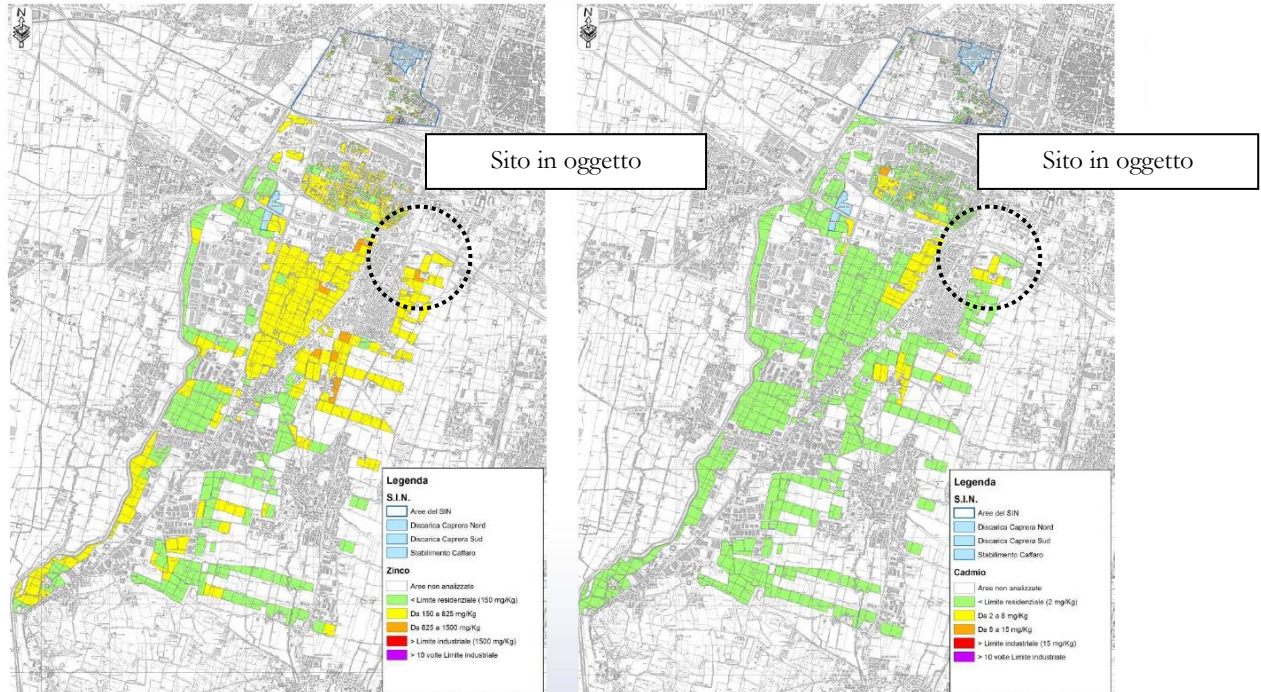 N
N
Sito in oggetto
Sito in oggetto
Legenda
S.I.N.
Aree del SIN
Discarica Caprera Nord
Discarica Caprera Sud
Stabilimento Caffaro
Zinco
Aree non analizzate
< Limite residenziale (150 mg/Kg)
Da 150 a 825 mg/Kg
Da 825 a 1500 mg/Kg
> Limite industriale (1500 mg/Kg)
> 10 volte Limite industriale
Legenda
S.I.N.
Aree del SIN
Discarica Caprera Nord
Discarica Caprera Sud
Stabilimento Caffaro
Cadmio
Aree non analizzate
< Limite residenziale (2 mg/Kg)
Da 2 a 8 mg/Kg
Da 8 a 15 mg/Kg
> Limite industriale (15 mg/Kg)
> 10 volte Limite industriale